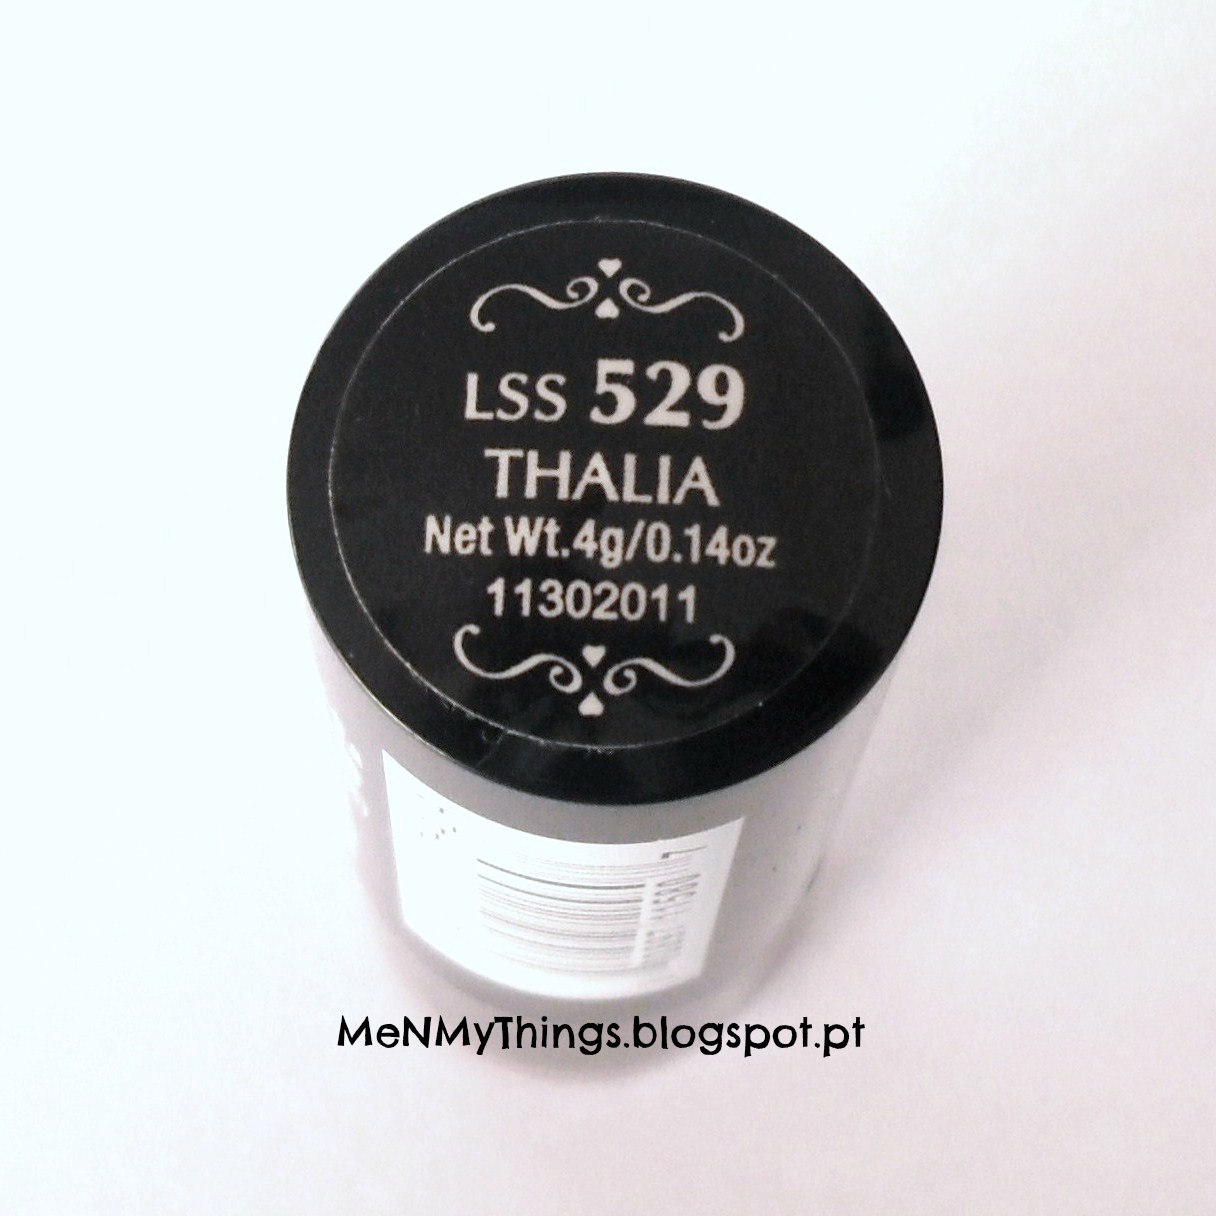 LSS 529
THALIA
Net Wt.4g/0.14oz
11302011
MeNMyThings.blogspot.pt